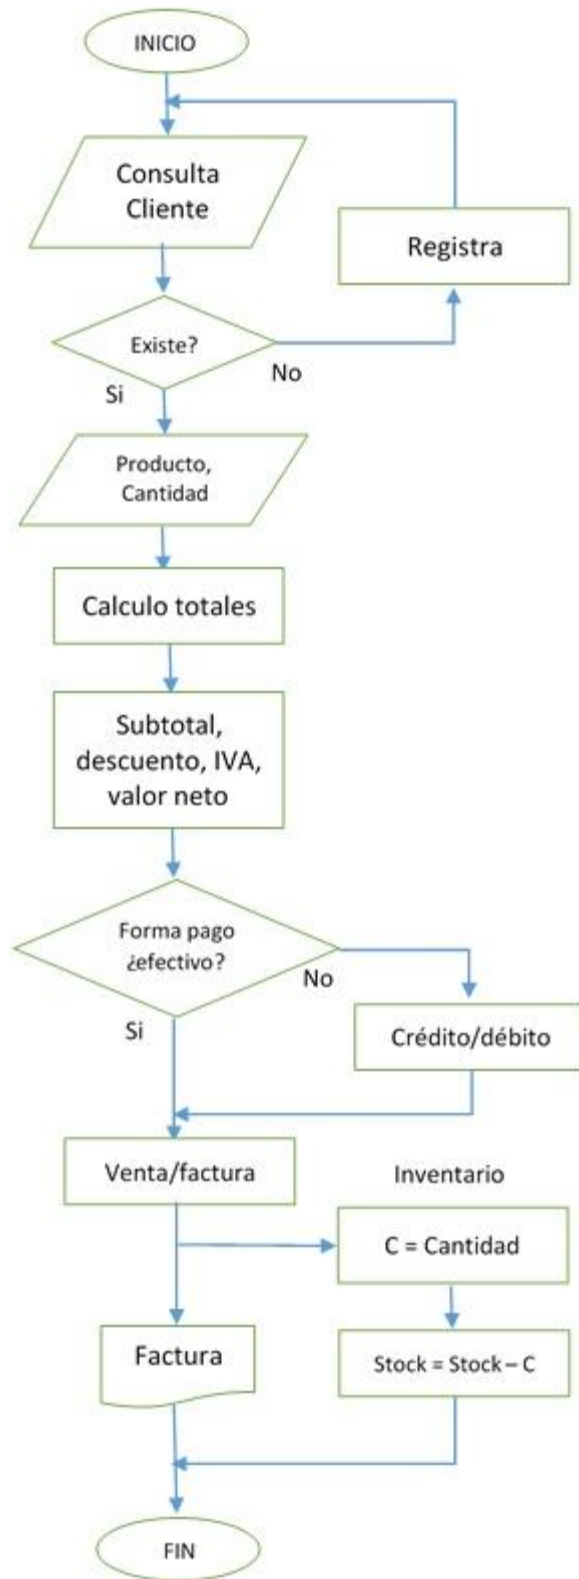 INICIO
Consulta
Cliente
Registra
Existe?
No
Si
Producto,
Cantidad
Calculo totales
Subtotal,
descuento, IVA,
valor neto
Forma pago
¿efectivo?
No
Si
Crédito/débito
Venta/factura
Inventario
C = Cantidad
Factura
Stock = Stock – C
FIN